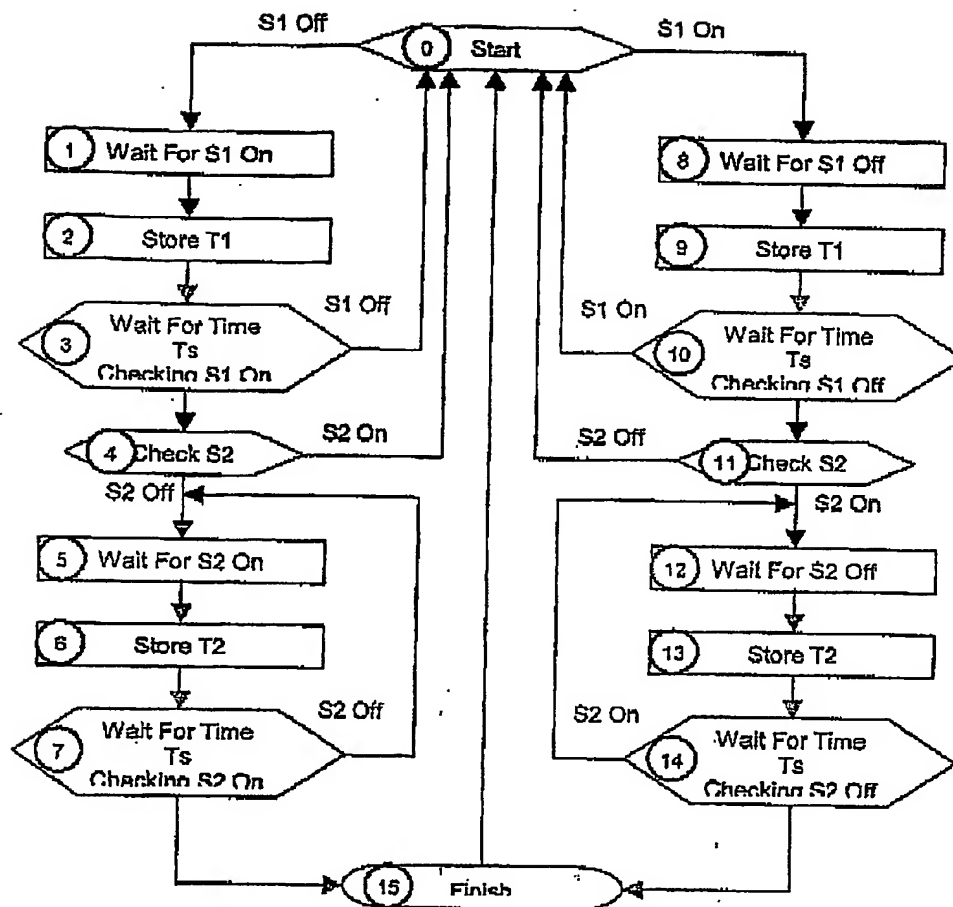 S1 Off
0 Start
S1 On
1 Wait For S1 On
2 Store T1
3 Wait For Time
Ts
Checking S1 On
S1 Off
4 Check S2
S2 On
S2 Off
5 Wait For S2 On
6 Store T2
7 Wait For Time
Ts
Checking S2 On
S2 Off
8 Wait For S1 Off
9 Store T1
S1 On
10 Wait For Time
Ts
Checking S1 Off
S2 Off
11 Check S2
S2 On
12 Wait For S2 Off
13 Store T2
S2 On
14 Wait For Time
Ts
Checking S2 Off
15 Finish